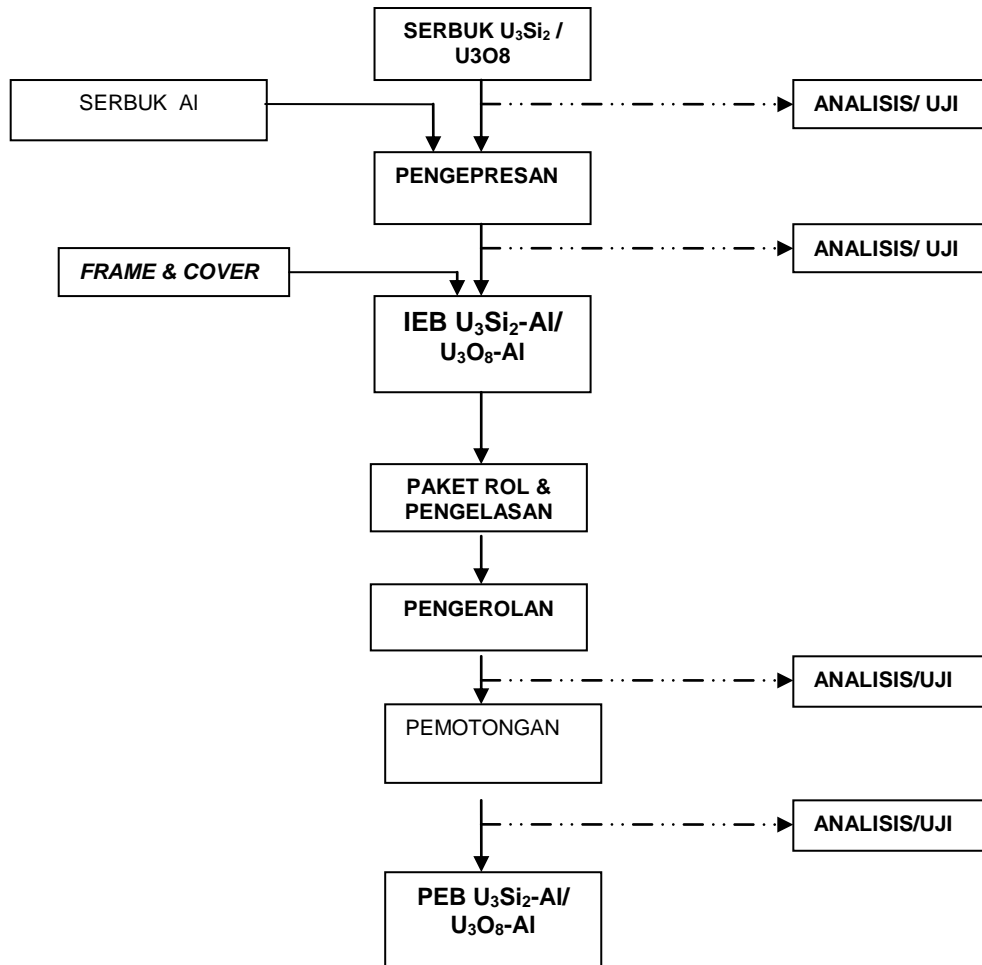 SERBUK U₃Si₂ /
U3O8
SERBUK Al
ANALISIS/ UJI
PENGEPRESAN
ANALISIS/ UJI
FRAME & COVER
IEB U₃Si₂-Al/
U₃O₈-Al
PAKET ROL &
PENGELASAN
PENGEROLAN
ANALISIS/UJI
PEMOTONGAN
ANALISIS/UJI
PEB U₃Si₂-Al/
U₃O₈-Al